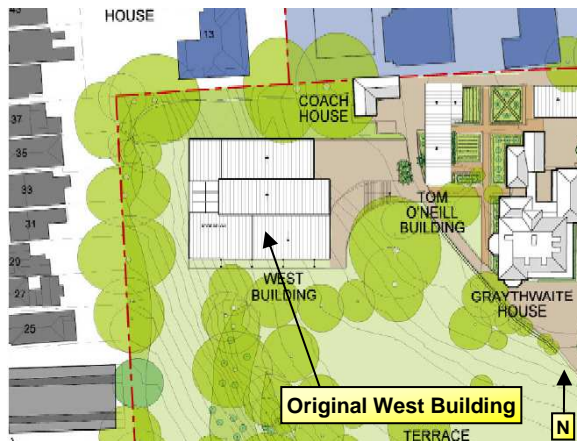 HOUSE
13
COACH
HOUSE
37
35
33
31
29
27
25
TOM
O'NEILL
BUILDING
WEST
BUILDING
GRAYTHWAITE
HOUSE
Original West Building
N
TERRACE